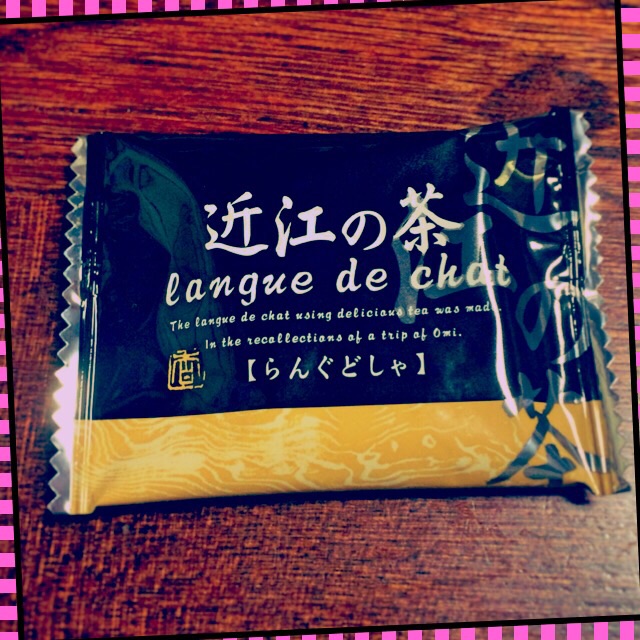 近江の茶
langue de chat
The langue de chat using delicious tea was made.
In the recollections of a trip of Omi.
【らんぐどしゃ】